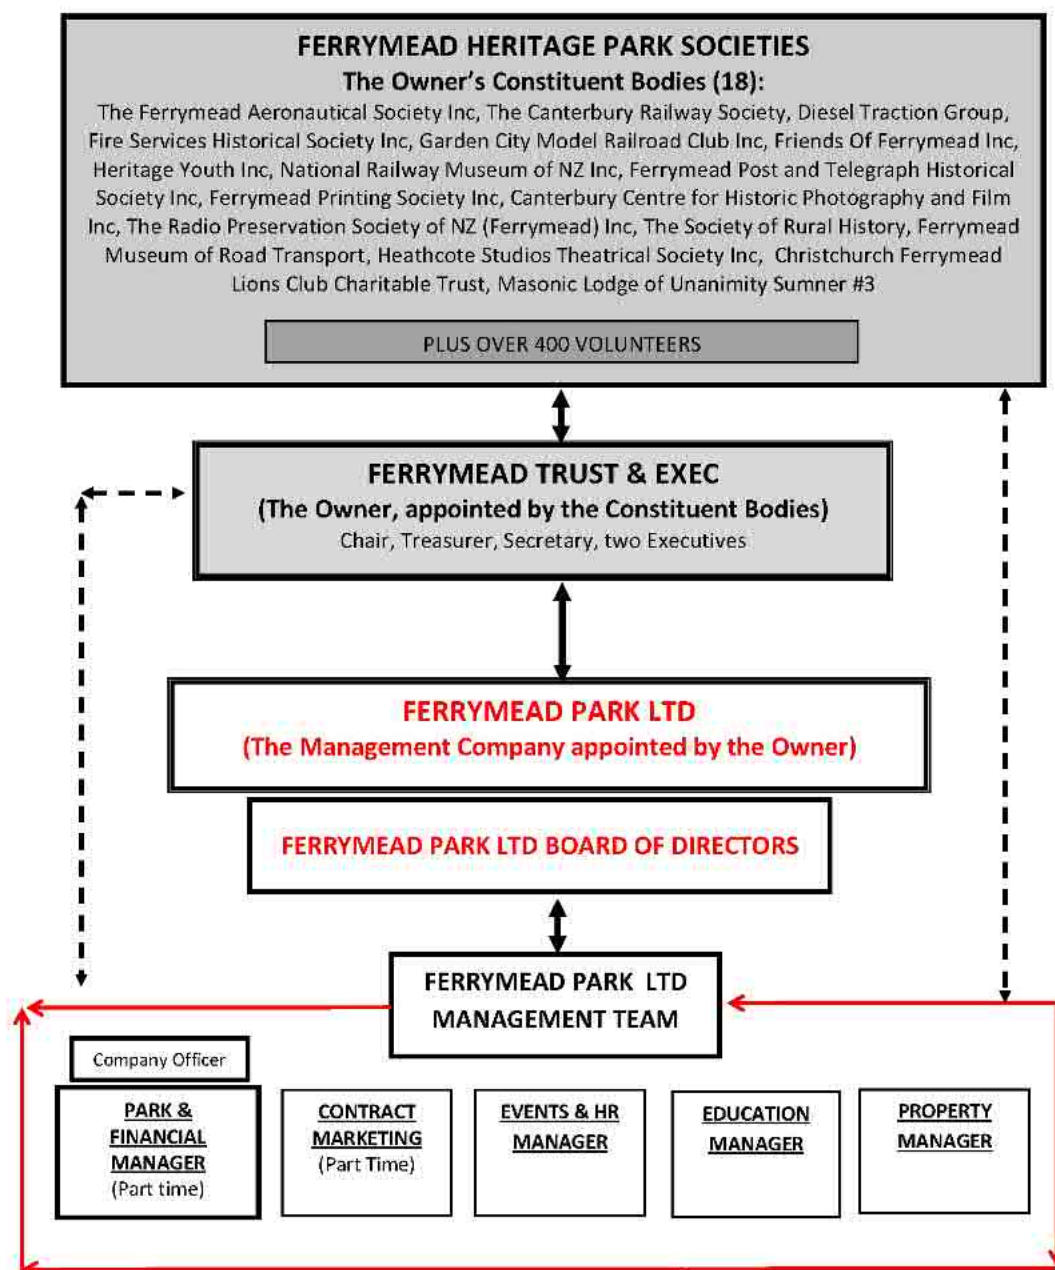 FERRYMEAD HERITAGE PARK SOCIETIES
The Owner's Constituent Bodies (18):
The Ferrymead Aeronautical Society Inc, The Canterbury Railway Society, Diesel Traction Group,
Fire Services Historical Society Inc, Garden City Model Railroad Club Inc, Friends Of Ferrymead Inc,
Heritage Youth Inc, National Railway Museum of NZ Inc, Ferrymead Post and Telegraph Historical
Society Inc, Ferrymead Printing Society Inc, Canterbury Centre for Historic Photography and Film
Inc, The Radio Preservation Society of NZ (Ferrymead) Inc, The Society of Rural History, Ferrymead
Museum of Road Transport, Heathcote Studios Theatrical Society Inc, Christchurch Ferrymead
Lions Club Charitable Trust, Masonic Lodge of Unanimity Sumner #3
PLUS OVER 400 VOLUNTEERS
FERRYMEAD TRUST & EXEC
(The Owner, appointed by the Constituent Bodies)
Chair, Treasurer, Secretary, two Executives
FERRYMEAD PARK LTD
(The Management Company appointed by the Owner)
FERRYMEAD PARK LTD BOARD OF DIRECTORS
FERRYMEAD PARK LTD
MANAGEMENT TEAM
Company Officer
PARK &
FINANCIAL
MANAGER
(Part time)
CONTRACT
MARKETING
(Part Time)
EVENTS & HR
MANAGER
EDUCATION
MANAGER
PROPERTY
MANAGER